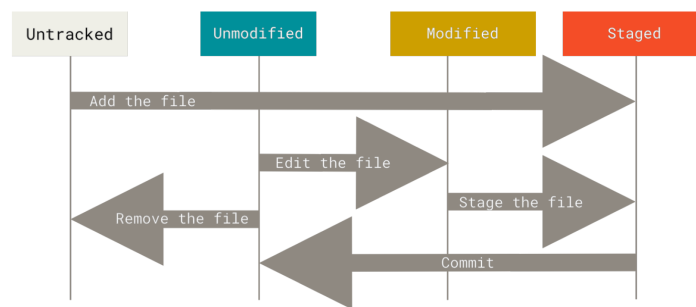 Untracked
Unmodified
Modified
Staged
Add the file
Edit the file
Stage the file
Remove the file
Commit